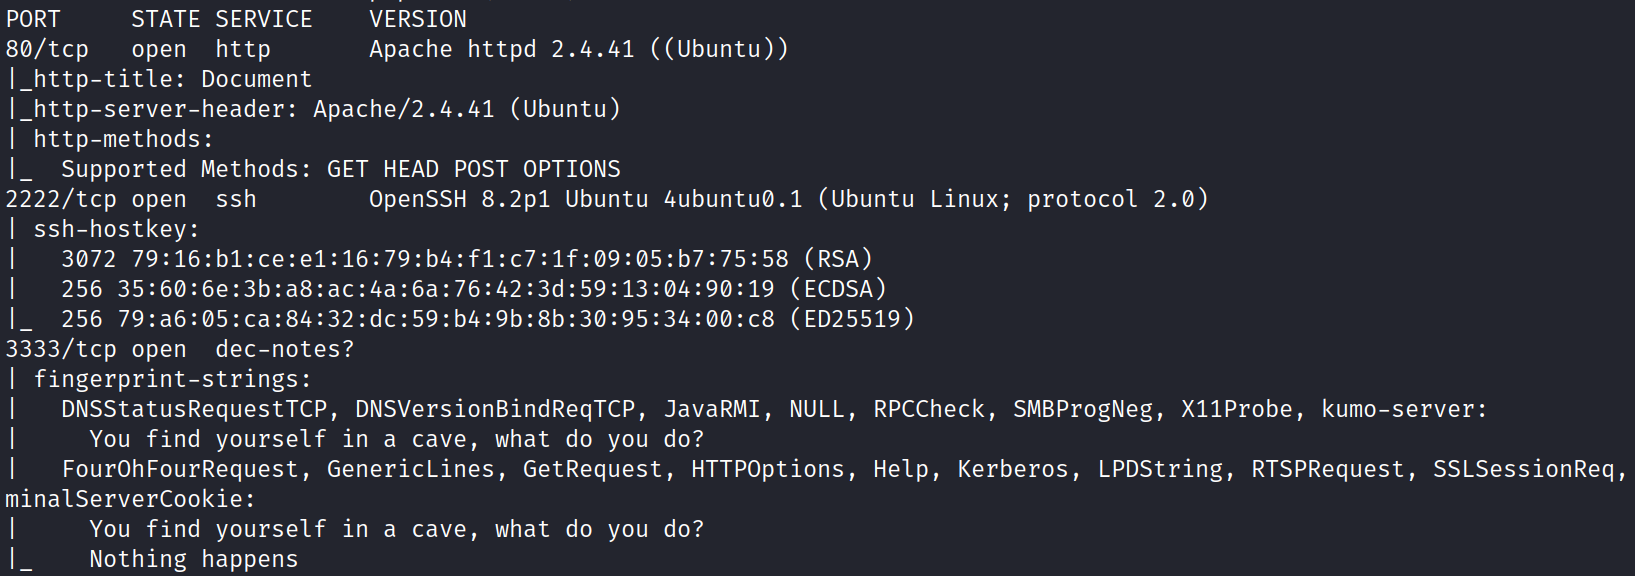 PORT     STATE SERVICE    VERSION
80/tcp   open  http       Apache httpd 2.4.41 ((Ubuntu))
|_http-title: Document
|_http-server-header: Apache/2.4.41 (Ubuntu)
| http-methods:
|_  Supported Methods: GET HEAD POST OPTIONS
2222/tcp open  ssh        OpenSSH 8.2p1 Ubuntu 4ubuntu0.1 (Ubuntu Linux; protocol 2.0)
| ssh-hostkey:
|   3072 79:16:b1:ce:e1:16:79:b4:f1:c7:1f:09:05:b7:75:58 (RSA)
|   256 35:60:6e:3b:a8:ac:4a:6a:76:42:3d:59:13:04:90:19 (ECDSA)
|_  256 79:a6:05:ca:84:32:dc:59:b4:9b:8b:30:95:34:00:c8 (ED25519)
3333/tcp open  dec-notes?
| fingerprint-strings:
|   DNSStatusRequestTCP, DNSVersionBindReqTCP, JavaRMI, NULL, RPCCheck, SMBProgNeg, X11Probe, kumo-server:
|     You find yourself in a cave, what do you do?
|   FourOhFourRequest, GenericLines, GetRequest, HTTPOptions, Help, Kerberos, LPDString, RTSPRequest, SSLSessionReq,
minalServerCookie:
|     You find yourself in a cave, what do you do?
|_    Nothing happens